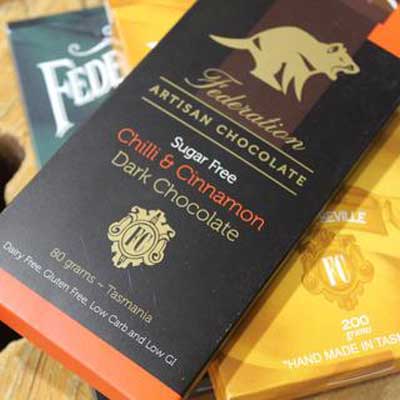 FEDE
Federation
ARTISAN CHOCOLATE
Sugar Free
Chilli & Cinnamon
Dark Chocolate
FC
80 grams ~ Tasmania
Dairy Free, Gluten Free, Low Carb and Low GI
EVILLE
FC
200
grams
"HAND MADE IN TAS